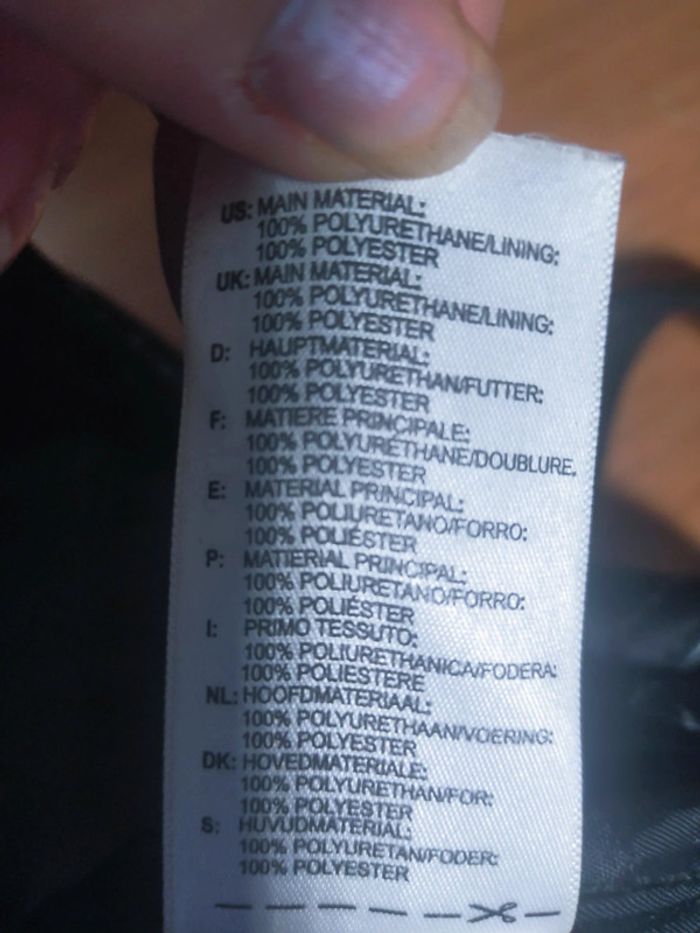 US: MAIN MATERIAL:
100% POLYURETHANE/LINING:
100% POLYESTER
UK: MAIN MATERIAL:
100% POLYURETHANE/LINING:
100% POLYESTER
D: HAUPTMATERIAL:
100% POLYURETHAN/FUTTER:
100% POLYESTER
F: MATIERE PRINCIPALE:
100% POLYURÉTHANE/DOUBLURE.
100% POLYESTER
E: MATERIAL PRINCIPAL:
100% POLIURETANO/FORRO:
100% POLIÉSTER
P: MATIERIAL PRINCIPAL:
100% POLIURETANO/FORRO:
100% POLIÉSTER
I: PRIMO TESSUTO:
100% POLIURETHANICA/FODERA:
100% POLIESTERE
NL: HOOFDMATERIAAL:
100% POLYURETHAAN/VOERING:
100% POLYESTER
DK: HOVEDMATERIALE:
100% POLYURETHAN/FOR:
100% POLYESTER
S: HUVUDMATERIAL:
100% POLYURETAN/FODER:
100% POLYESTER